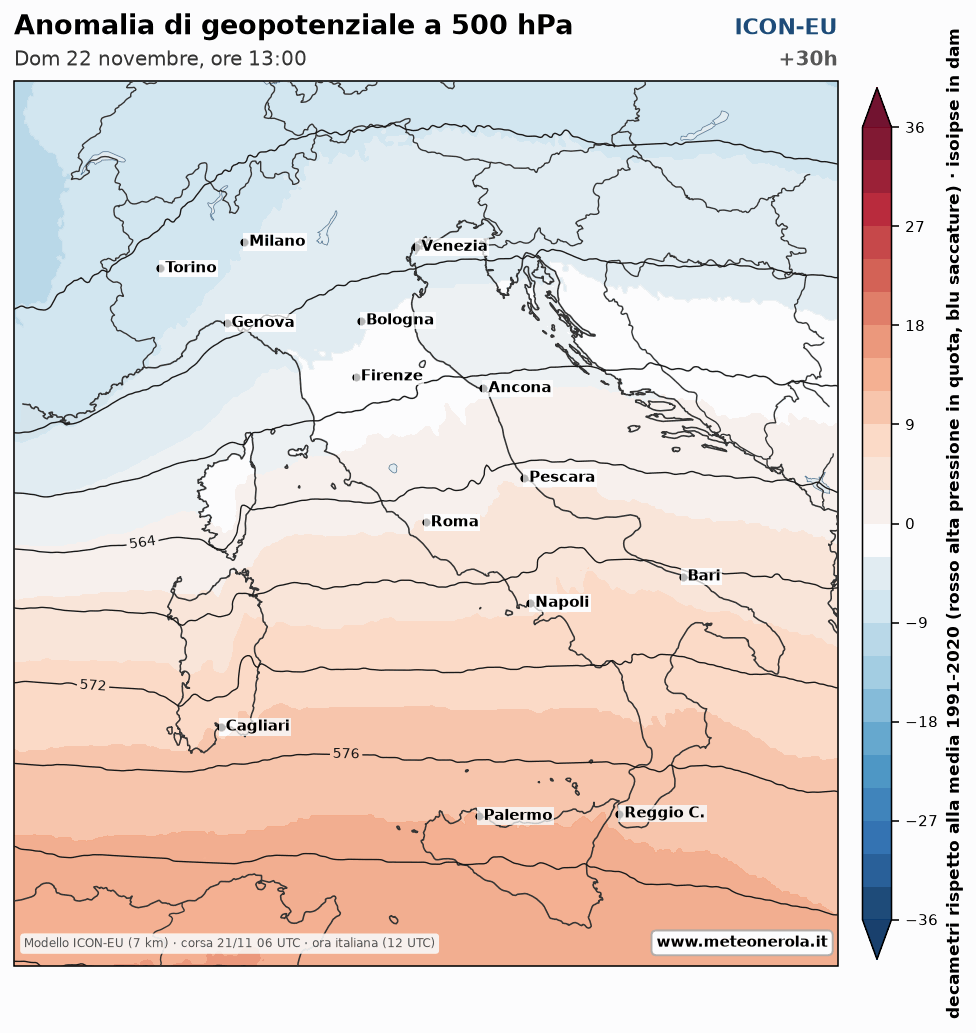 Anomalia di geopotenziale a 500 hPa
ICON-EU
Dom 22 novembre, ore 13:00
+30h
Milano
Venezia
Torino
Genova
Bologna
Firenze
Ancona
Pescara
Roma
564
Bari
Napoli
572
Cagliari
576
Palermo
Reggio C.
Modello ICON-EU (7 km) · corsa 21/11 06 UTC · ora italiana (12 UTC)
www.meteonerola.it
36
27
18
9
0
−9
−18
−27
−36
decametri rispetto alla media 1991-2020 (rosso alta pressione in quota, blu saccatura) · isoipse in dam